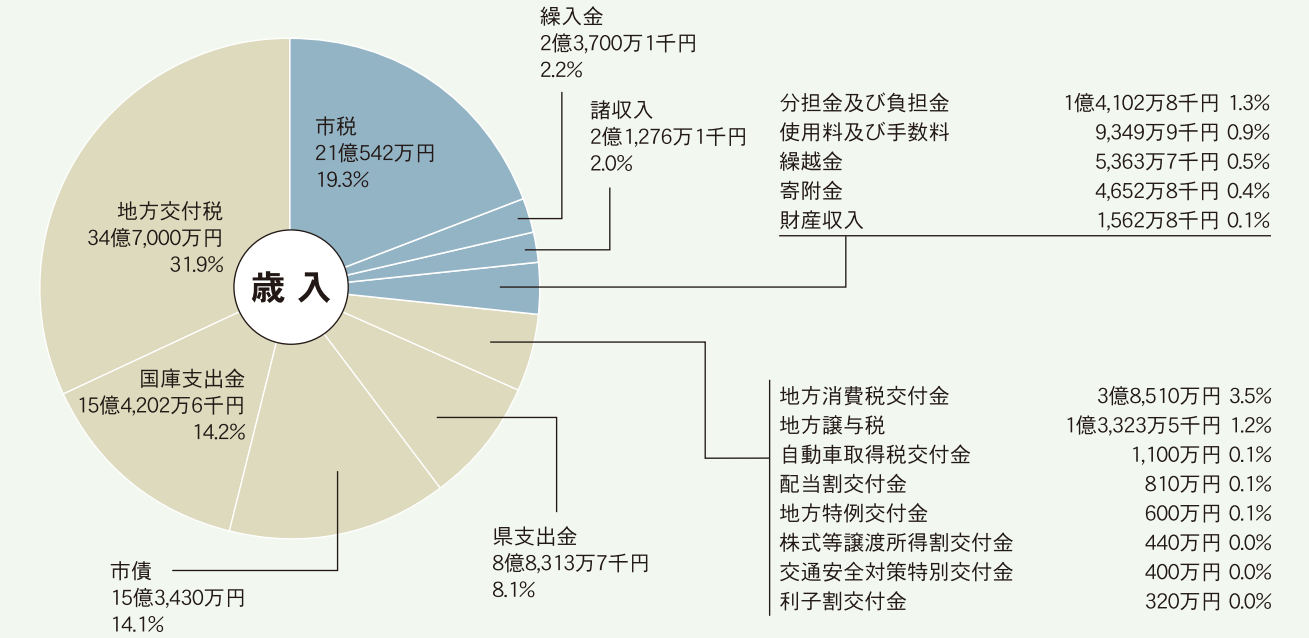 繰入金
2億3,700万1千円
2.2%
諸収入
2億1,276万1千円
2.0%
市税
21億542万円
19.3%
分担金及び負担金 1億4,102万8千円 1.3%
使用料及び手数料 9,349万9千円 0.9%
繰越金 5,363万7千円 0.5%
寄附金 4,652万8千円 0.4%
財産収入 1,562万8千円 0.1%
地方交付税
34億7,000万円
31.9%
歳入
国庫支出金
15億4,202万6千円
14.2%
地方消費税交付金 3億8,510万円 3.5%
地方譲与税 1億3,323万5千円 1.2%
自動車取得税交付金 1,100万円 0.1%
配当割交付金 810万円 0.1%
地方特例交付金 600万円 0.1%
株式等譲渡所得割交付金 440万円 0.0%
交通安全対策特別交付金 400万円 0.0%
利子割交付金 320万円 0.0%
県支出金
8億8,313万7千円
8.1%
市債
15億3,430万円
14.1%